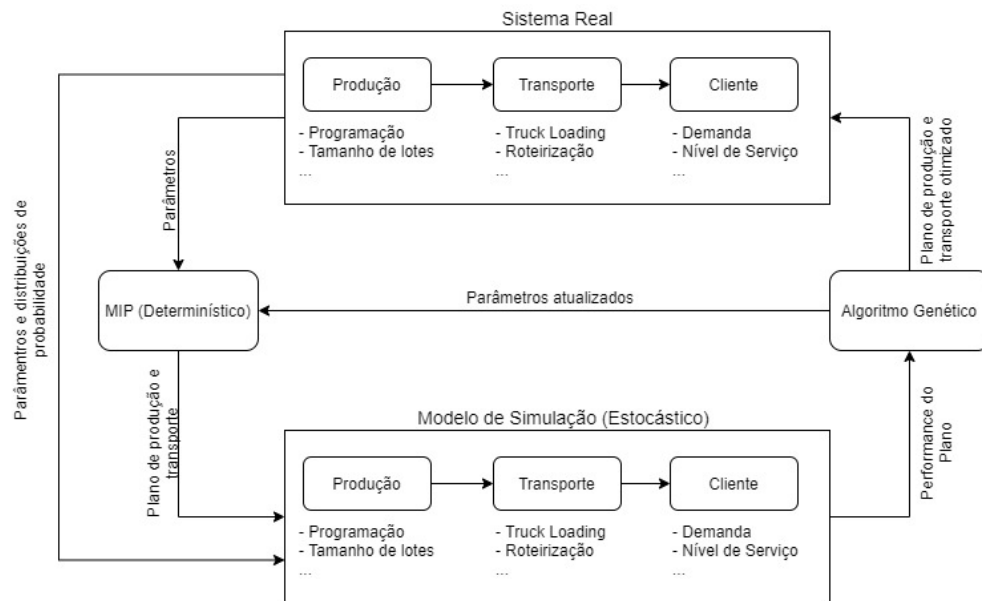 Sistema Real
Produção
Transporte
Cliente
- Programação
- Tamanho de lotes
...
- Truck Loading
- Roteirização
...
- Demanda
- Nível de Serviço
...
Parâmentros e distribuições de
probabilidade
Parâmetros
Plano de produção e
transporte otimizado
MIP (Determinístico)
Parâmetros atualizados
Algoritmo Genético
Plano de produção e
transporte
Performance do
Plano
Modelo de Simulação (Estocástico)
Produção
Transporte
Cliente
- Programação
- Tamanho de lotes
...
- Truck Loading
- Roteirização
...
- Demanda
- Nível de Serviço
...